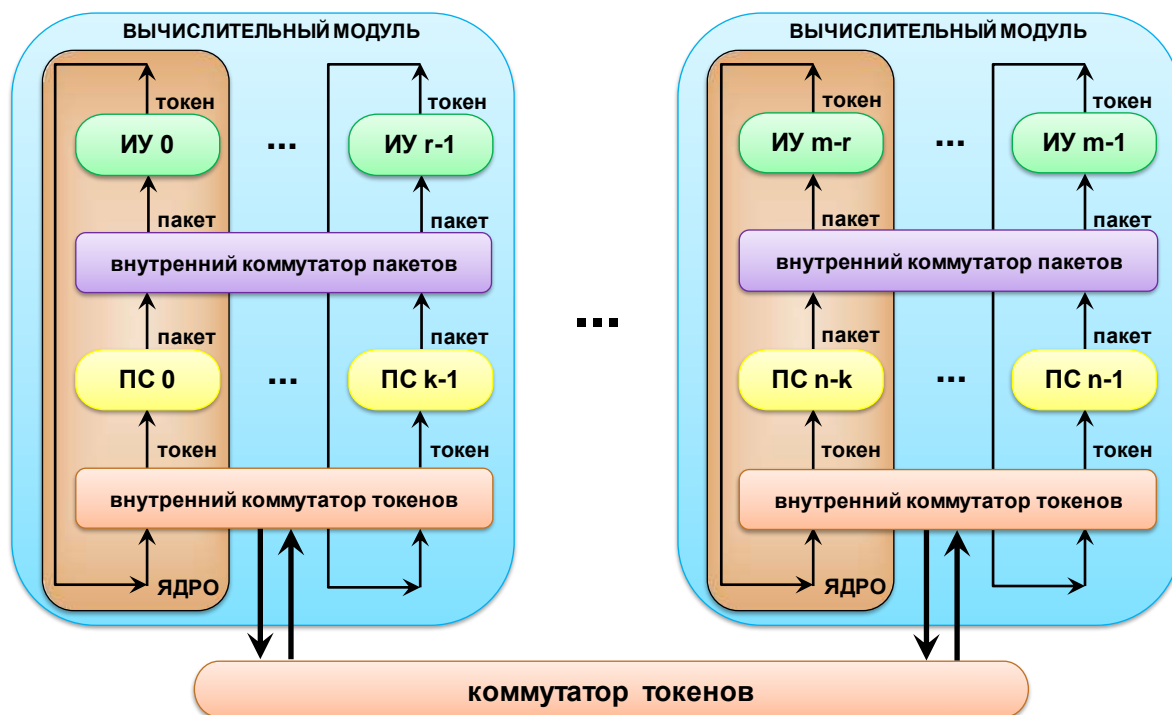 ВЫЧИСЛИТЕЛЬНЫЙ МОДУЛЬ
токен
токен
ИУ 0
...
ИУ r-1
пакет
пакет
внутренний коммутатор пакетов
пакет
пакет
ПС 0
...
ПС k-1
токен
токен
внутренний коммутатор токенов
ЯДРО
...
ВЫЧИСЛИТЕЛЬНЫЙ МОДУЛЬ
токен
токен
ИУ m-r
...
ИУ m-1
пакет
пакет
внутренний коммутатор пакетов
пакет
пакет
ПС n-k
...
ПС n-1
токен
токен
внутренний коммутатор токенов
ЯДРО
коммутатор токенов